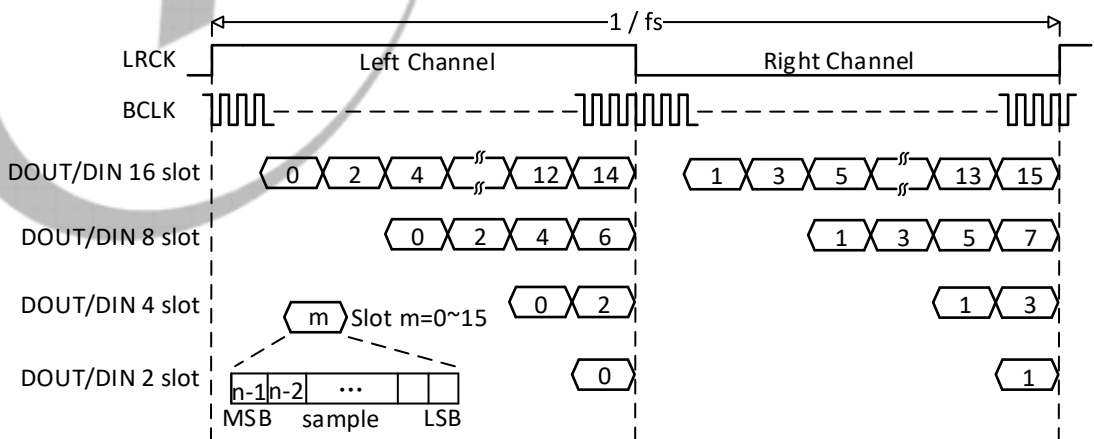 1 / fs
LRCK Left Channel Right Channel
BCLK
DOUT/DIN 16 slot 0 2 4 12 14 1 3 5 13 15
DOUT/DIN 8 slot 0 2 4 6 1 3 5 7
DOUT/DIN 4 slot 0 2 1 3
m Slot m=0~15
DOUT/DIN 2 slot 0 1
n-1 n-2 ...
MSB sample LSB